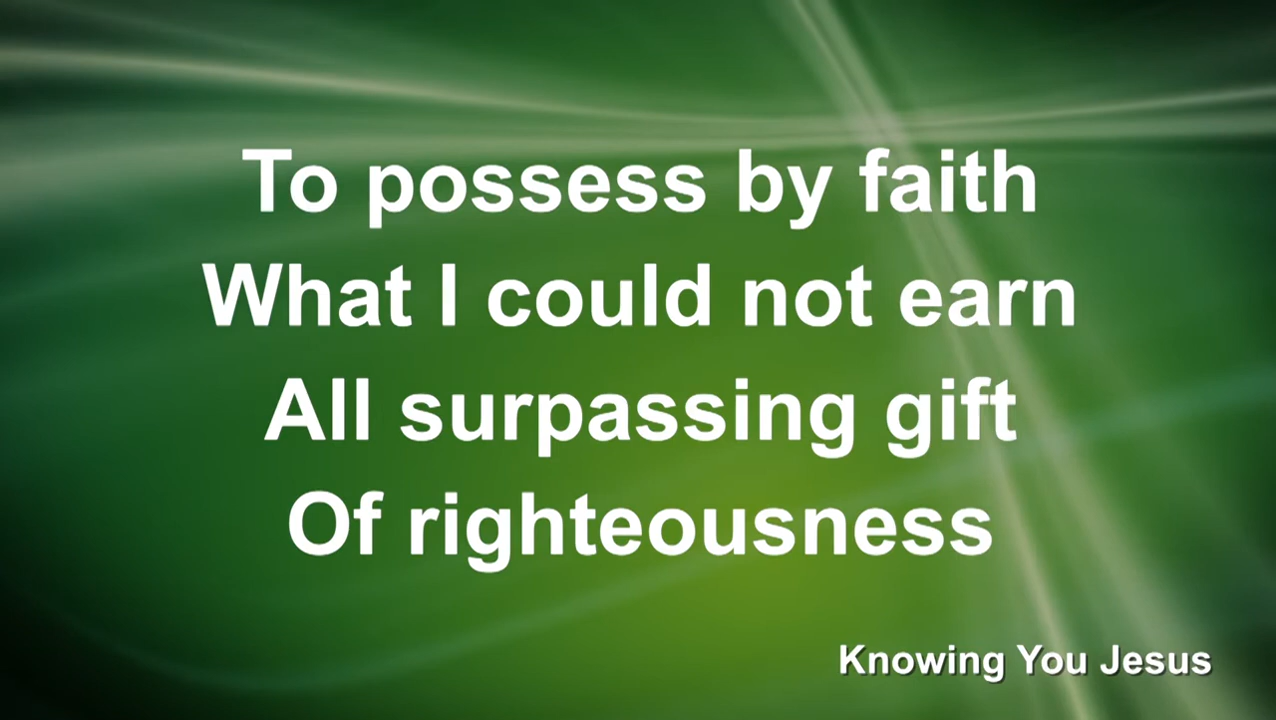 To possess by faith
What I could not earn
All surpassing gift
Of righteousness
Knowing You Jesus